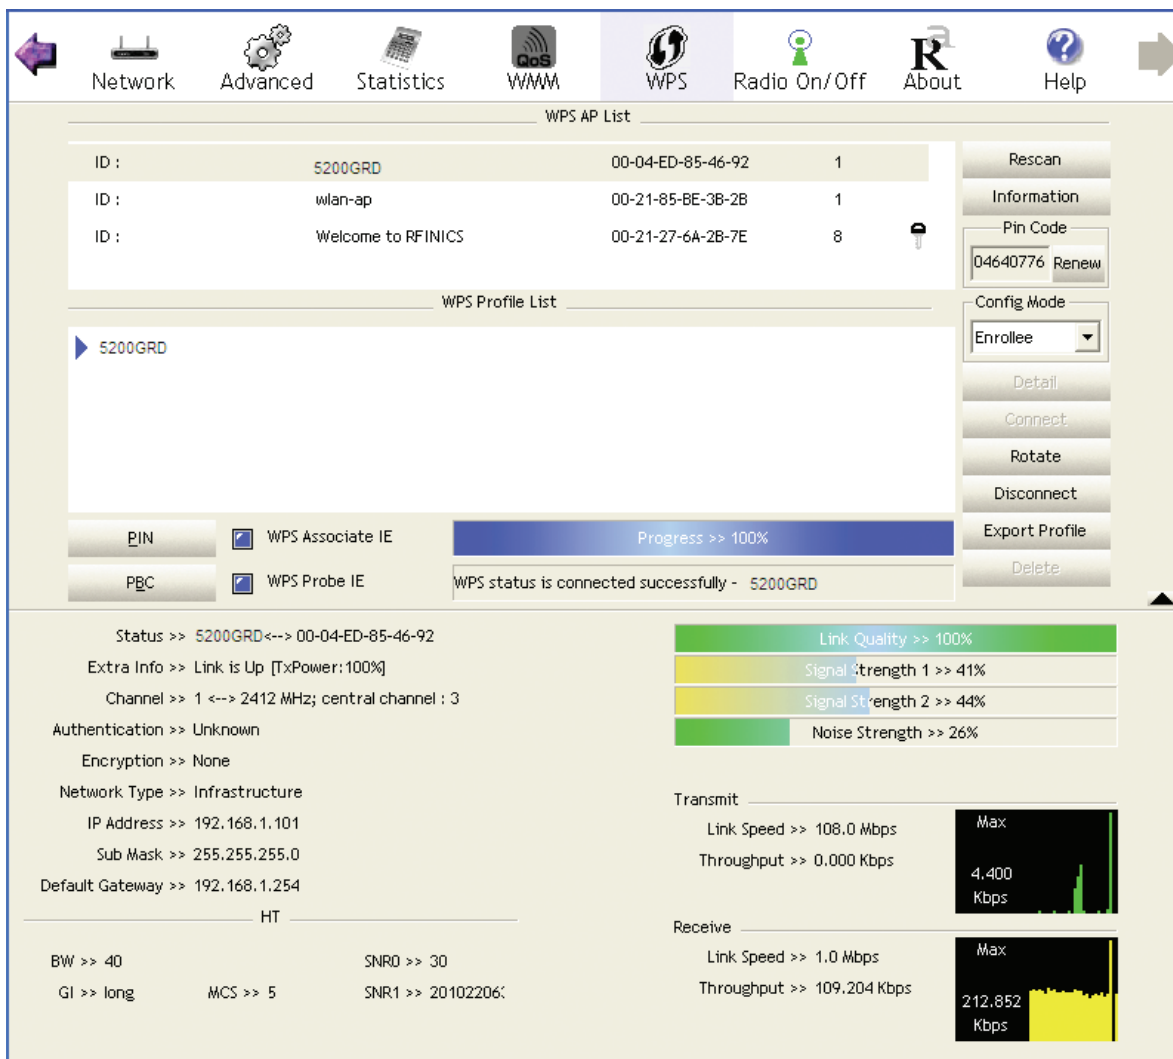 Network Advanced Statistics QoS WMM WPS Radio On/Off Ra About Help
WPS AP List
ID : 5200GRD 00-04-ED-85-46-92 1
ID : wlan-ap 00-21-85-BE-3B-2B 1
ID : Welcome to RFINICS 00-21-27-6A-2B-7E 8
Rescan
Information
Pin Code
04640776 Renew
WPS Profile List
5200GRD
Config Mode
Enrollee
Detail
Connect
Rotate
Disconnect
Export Profile
Delete
PIN WPS Associate IE Progress >> 100%
PBC WPS Probe IE WPS status is connected successfully - 5200GRD
Status >> 5200GRD<--> 00-04-ED-85-46-92
Extra Info >> Link is Up [TxPower:100%]
Channel >> 1 <--> 2412 MHz; central channel : 3
Authentication >> Unknown
Encryption >> None
Network Type >> Infrastructure
IP Address >> 192.168.1.101
Sub Mask >> 255.255.255.0
Default Gateway >> 192.168.1.254
HT
BW >> 40 SNR0 >> 30
GI >> long MCS >> 5 SNR1 >> 20102206
Link Quality >> 100%
Signal Strength 1 >> 41%
Signal Strength 2 >> 44%
Noise Strength >> 26%
Transmit
Link Speed >> 108.0 Mbps
Throughput >> 0.000 Kbps
Max
4.400
Kbps
Receive
Link Speed >> 1.0 Mbps
Throughput >> 109.204 Kbps
Max
212.852
Kbps